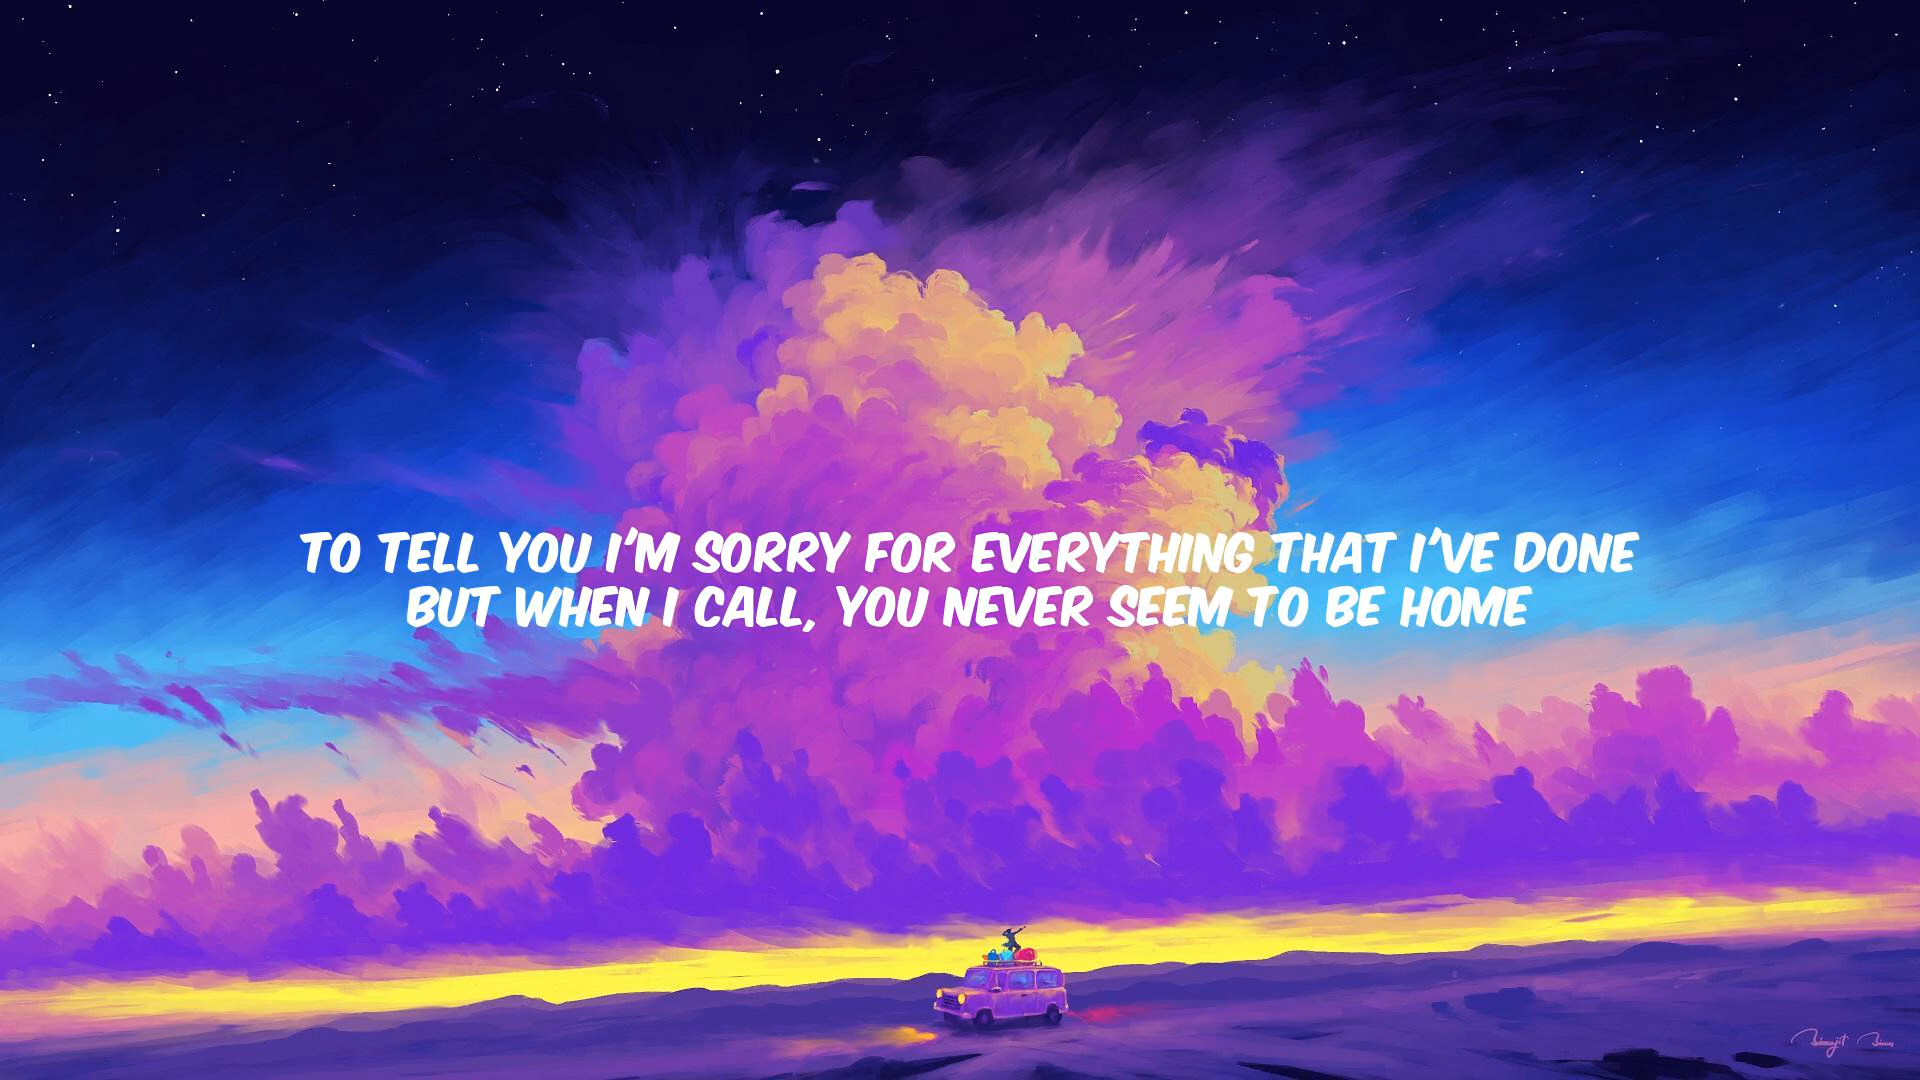 TO TELL YOU I'M SORRY FOR EVERYTHING THAT I'VE DONE
BUT WHEN I CALL, YOU NEVER SEEM TO BE HOME